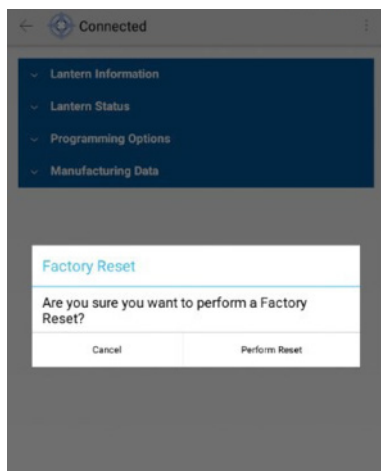 Connected
Lantern Information
Lantern Status
Programming Options
Manufacturing Data
Factory Reset
Are you sure you want to perform a Factory
Reset?
Cancel
Perform Reset